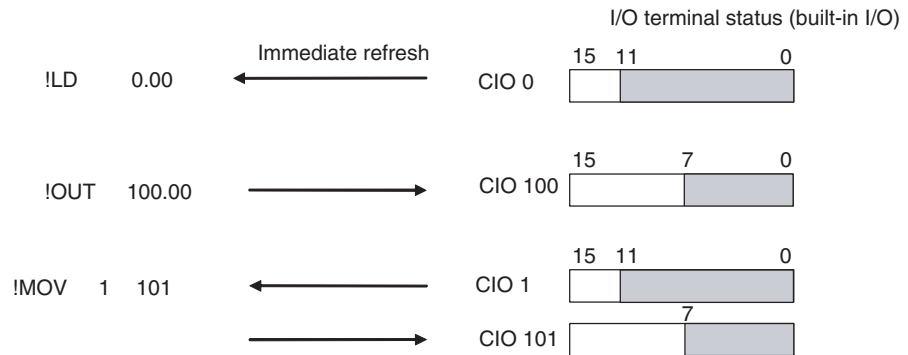 I/O terminal status (built-in I/O)
Immediate refresh
15 11 0
!LD 0.00 CIO 0
15 7 0
!OUT 100.00 CIO 100
15 11 0
!MOV 1 101 CIO 1
7
CIO 101